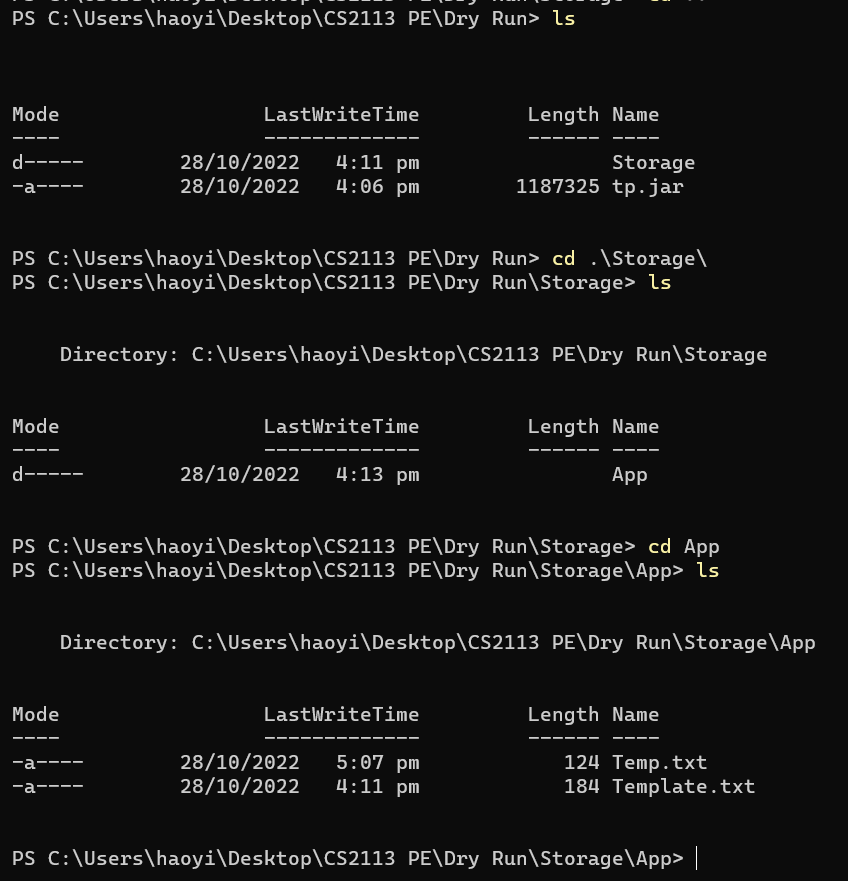 PS C:\Users\haoyi\Desktop\CS2113 PE\Dry Run> ls
Mode                 LastWriteTime         Length Name
----                 -------------         ------ ----
d-----        28/10/2022   4:11 pm                Storage
-a----        28/10/2022   4:06 pm        1187325 tp.jar
PS C:\Users\haoyi\Desktop\CS2113 PE\Dry Run> cd .\Storage\
PS C:\Users\haoyi\Desktop\CS2113 PE\Dry Run\Storage> ls
    Directory: C:\Users\haoyi\Desktop\CS2113 PE\Dry Run\Storage
Mode                 LastWriteTime         Length Name
----                 -------------         ------ ----
d-----        28/10/2022   4:13 pm                App
PS C:\Users\haoyi\Desktop\CS2113 PE\Dry Run\Storage> cd App
PS C:\Users\haoyi\Desktop\CS2113 PE\Dry Run\Storage\App> ls
    Directory: C:\Users\haoyi\Desktop\CS2113 PE\Dry Run\Storage\App
Mode                 LastWriteTime         Length Name
----                 -------------         ------ ----
-a----        28/10/2022   5:07 pm            124 Temp.txt
-a----        28/10/2022   4:11 pm            184 Template.txt
PS C:\Users\haoyi\Desktop\CS2113 PE\Dry Run\Storage\App>